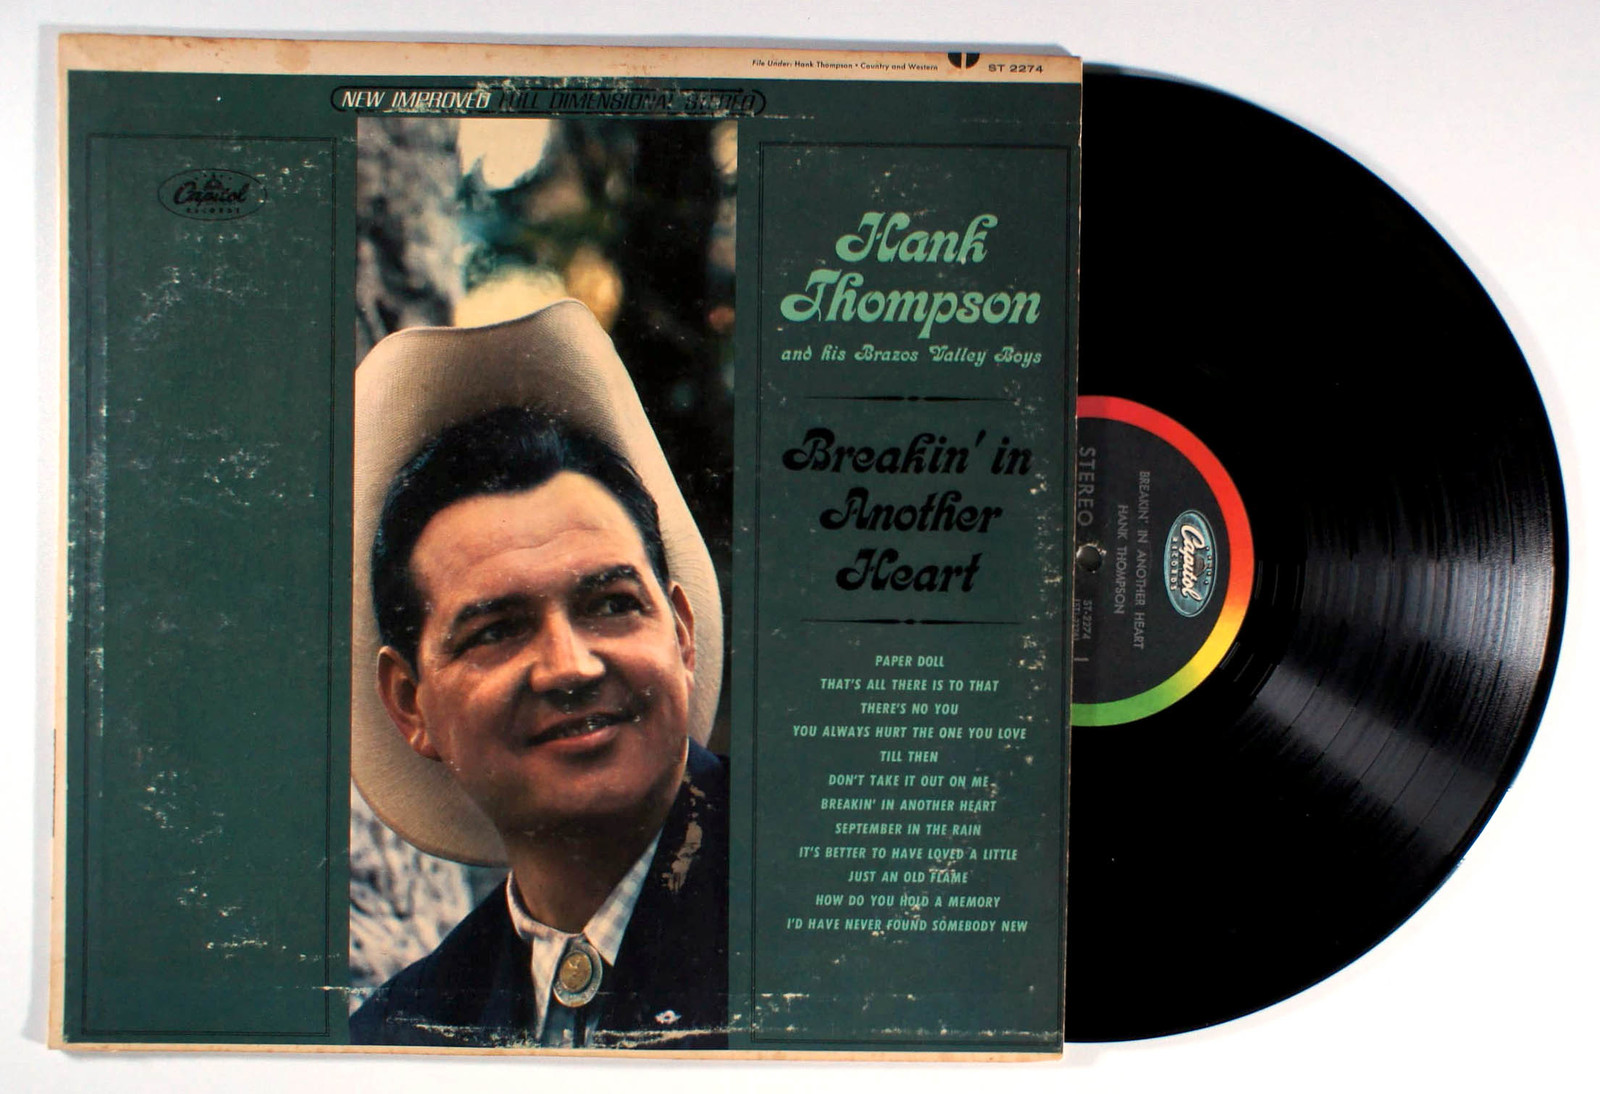 File Under: Hank Thompson • Country and Western
ST 2274
NEW IMPROVED FULL DIMENSIONAL STEREO
Capitol
RECORDS
Hank
Thompson
and his Brazos Valley Boys
Breakin' in
Another
Heart
PAPER DOLL
THAT'S ALL THERE IS TO THAT
THERE'S NO YOU
YOU ALWAYS HURT THE ONE YOU LOVE
TILL THEN
DON'T TAKE IT OUT ON ME
BREAKIN' IN ANOTHER HEART
SEPTEMBER IN THE RAIN
IT'S BETTER TO HAVE LOVED A LITTLE
JUST AN OLD FLAME
HOW DO YOU HOLD A MEMORY
I'D HAVE NEVER FOUND SOMEBODY NEW
Capitol
RECORDS
BREAKIN' IN ANOTHER HEART
HANK THOMPSON
STEREO
ST-2274
1